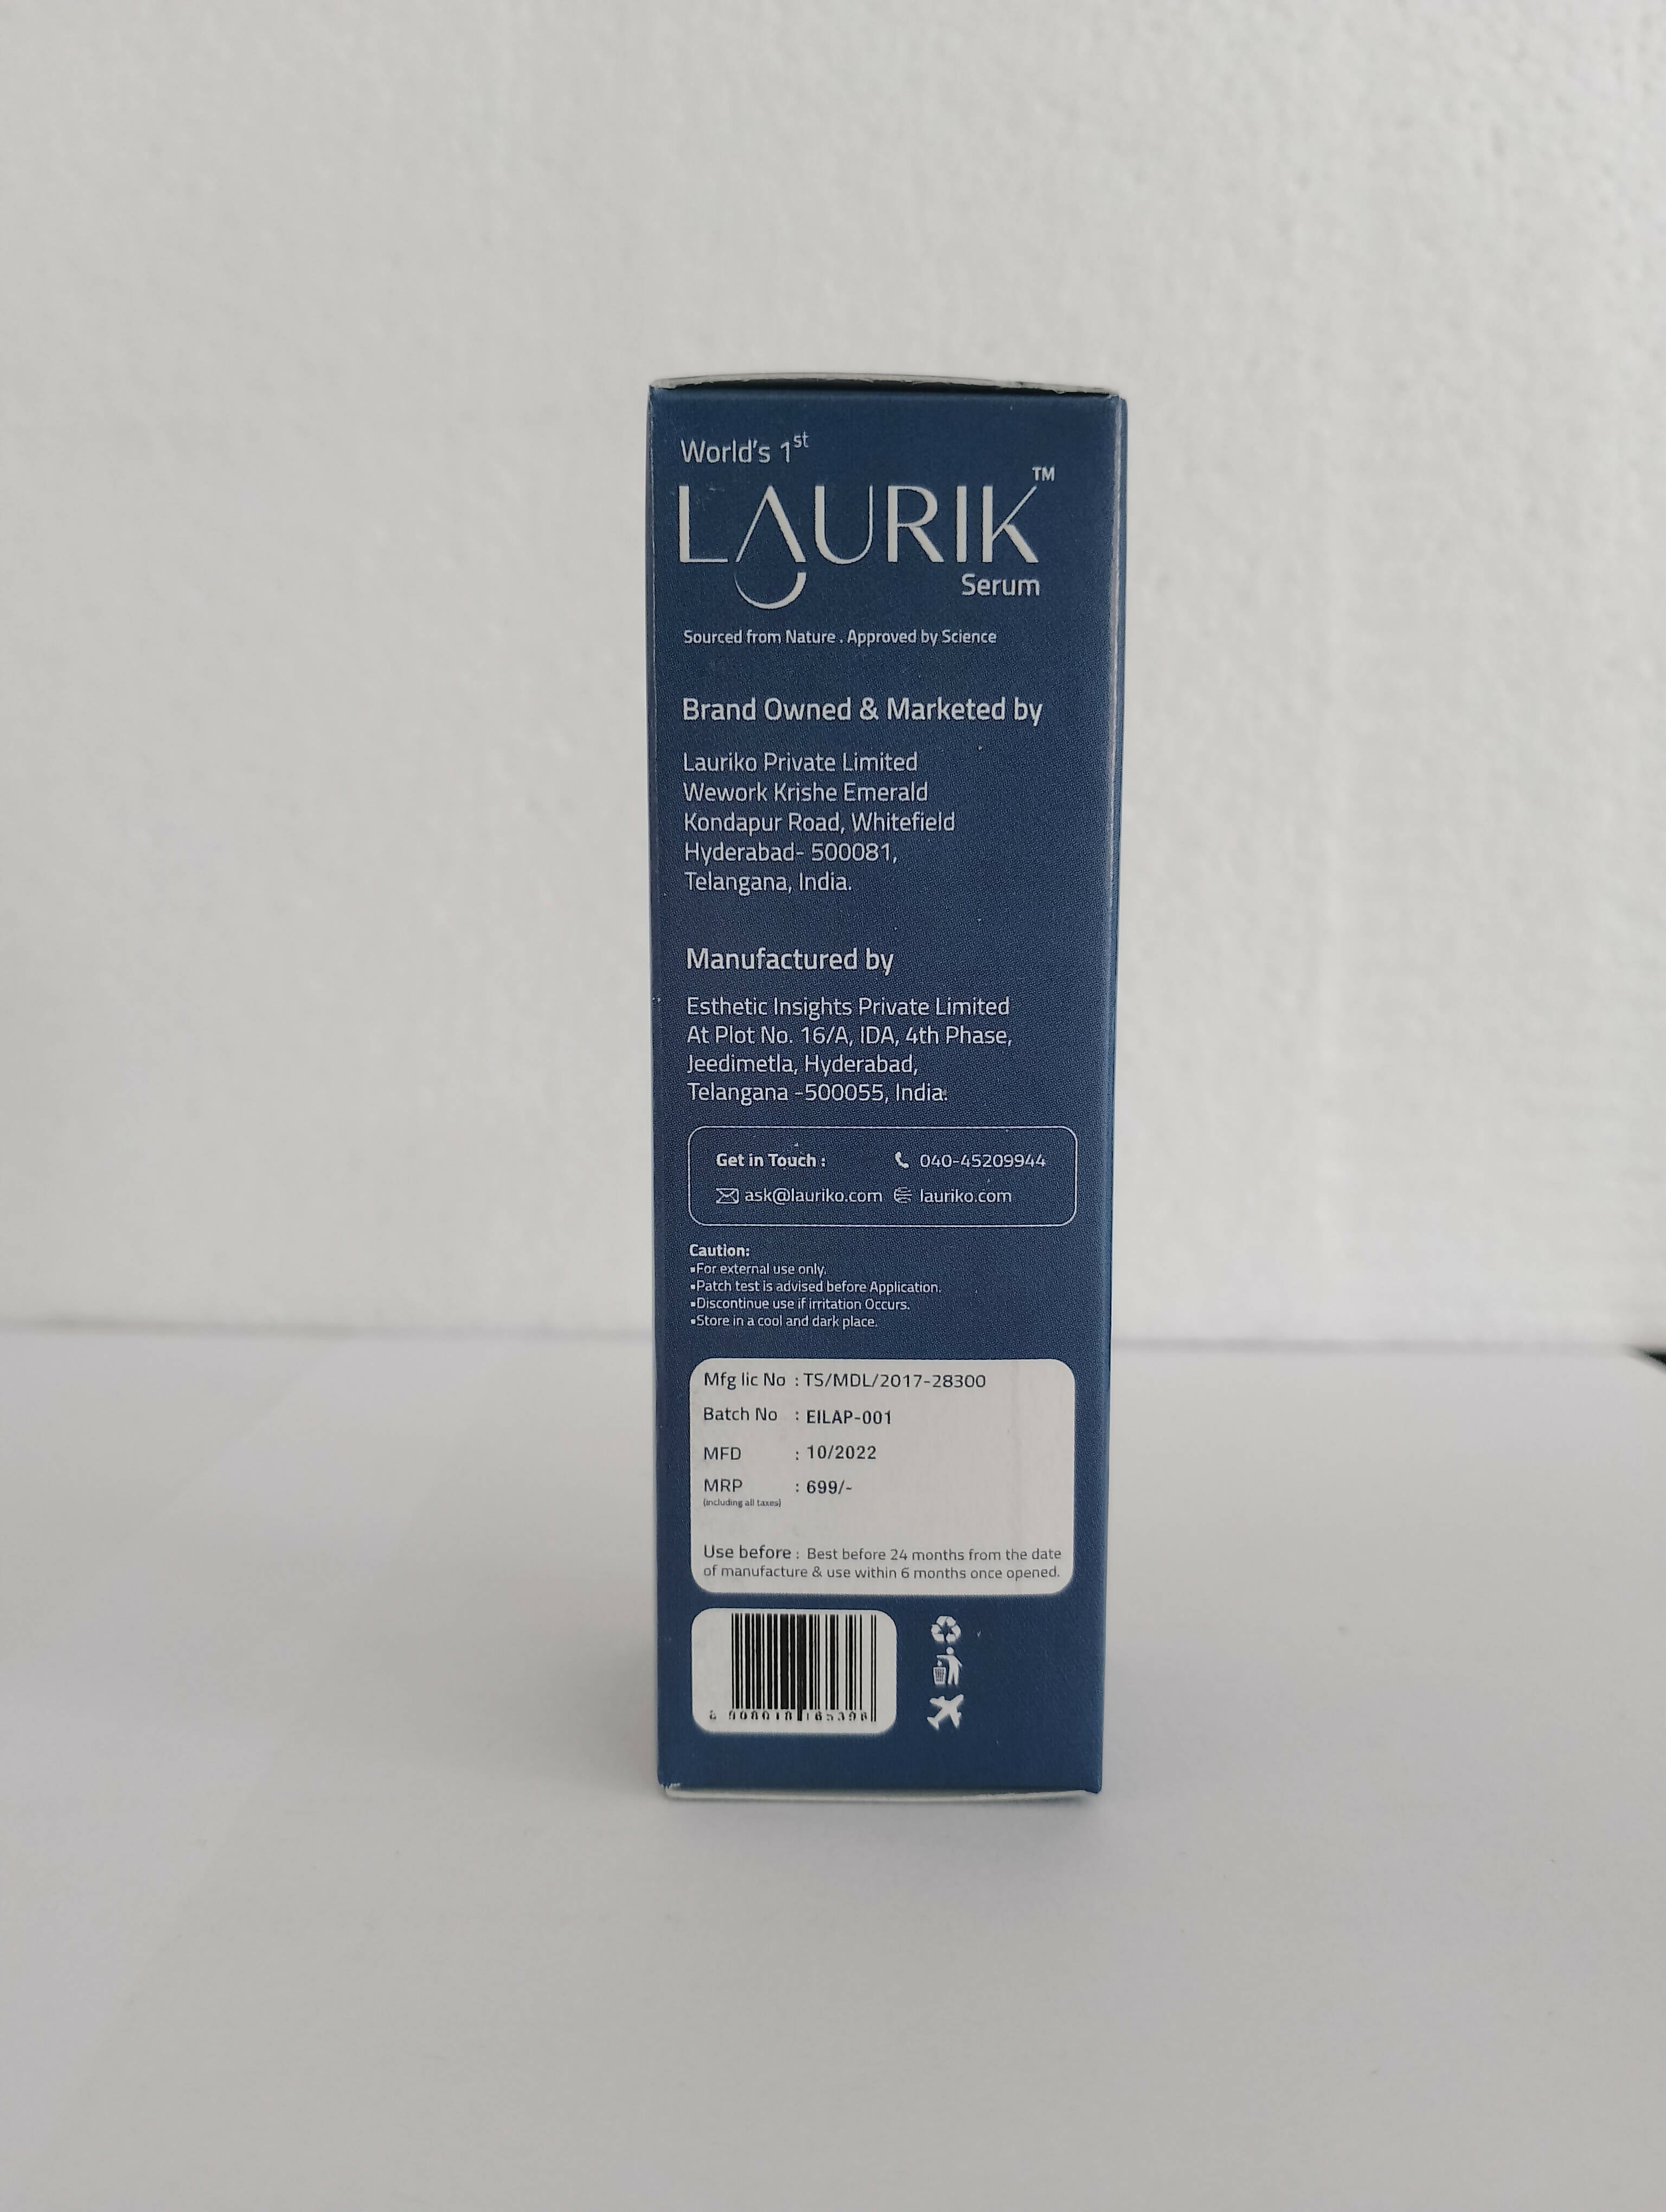 World's 1st
LAURIK™
Serum
Sourced from Nature . Approved by Science
Brand Owned & Marketed by
Lauriko Private Limited
Wework Krishe Emerald
Kondapur Road, Whitefield
Hyderabad- 500081,
Telangana, India.
Manufactured by
Esthetic Insights Private Limited
At Plot No. 16/A, IDA, 4th Phase,
Jeedimetla, Hyderabad,
Telangana -500055, India.
Get in Touch : 040-45209944
ask@lauriko.com lauriko.com
Caution:
▪For external use only.
▪Patch test is advised before Application.
▪Discontinue use if irritation Occurs.
▪Store in a cool and dark place.
Mfg lic No : TS/MDL/2017-28300
Batch No : EILAP-001
MFD : 10/2022
MRP : 699/-
(including all taxes)
Use before : Best before 24 months from the date
of manufacture & use within 6 months once opened.